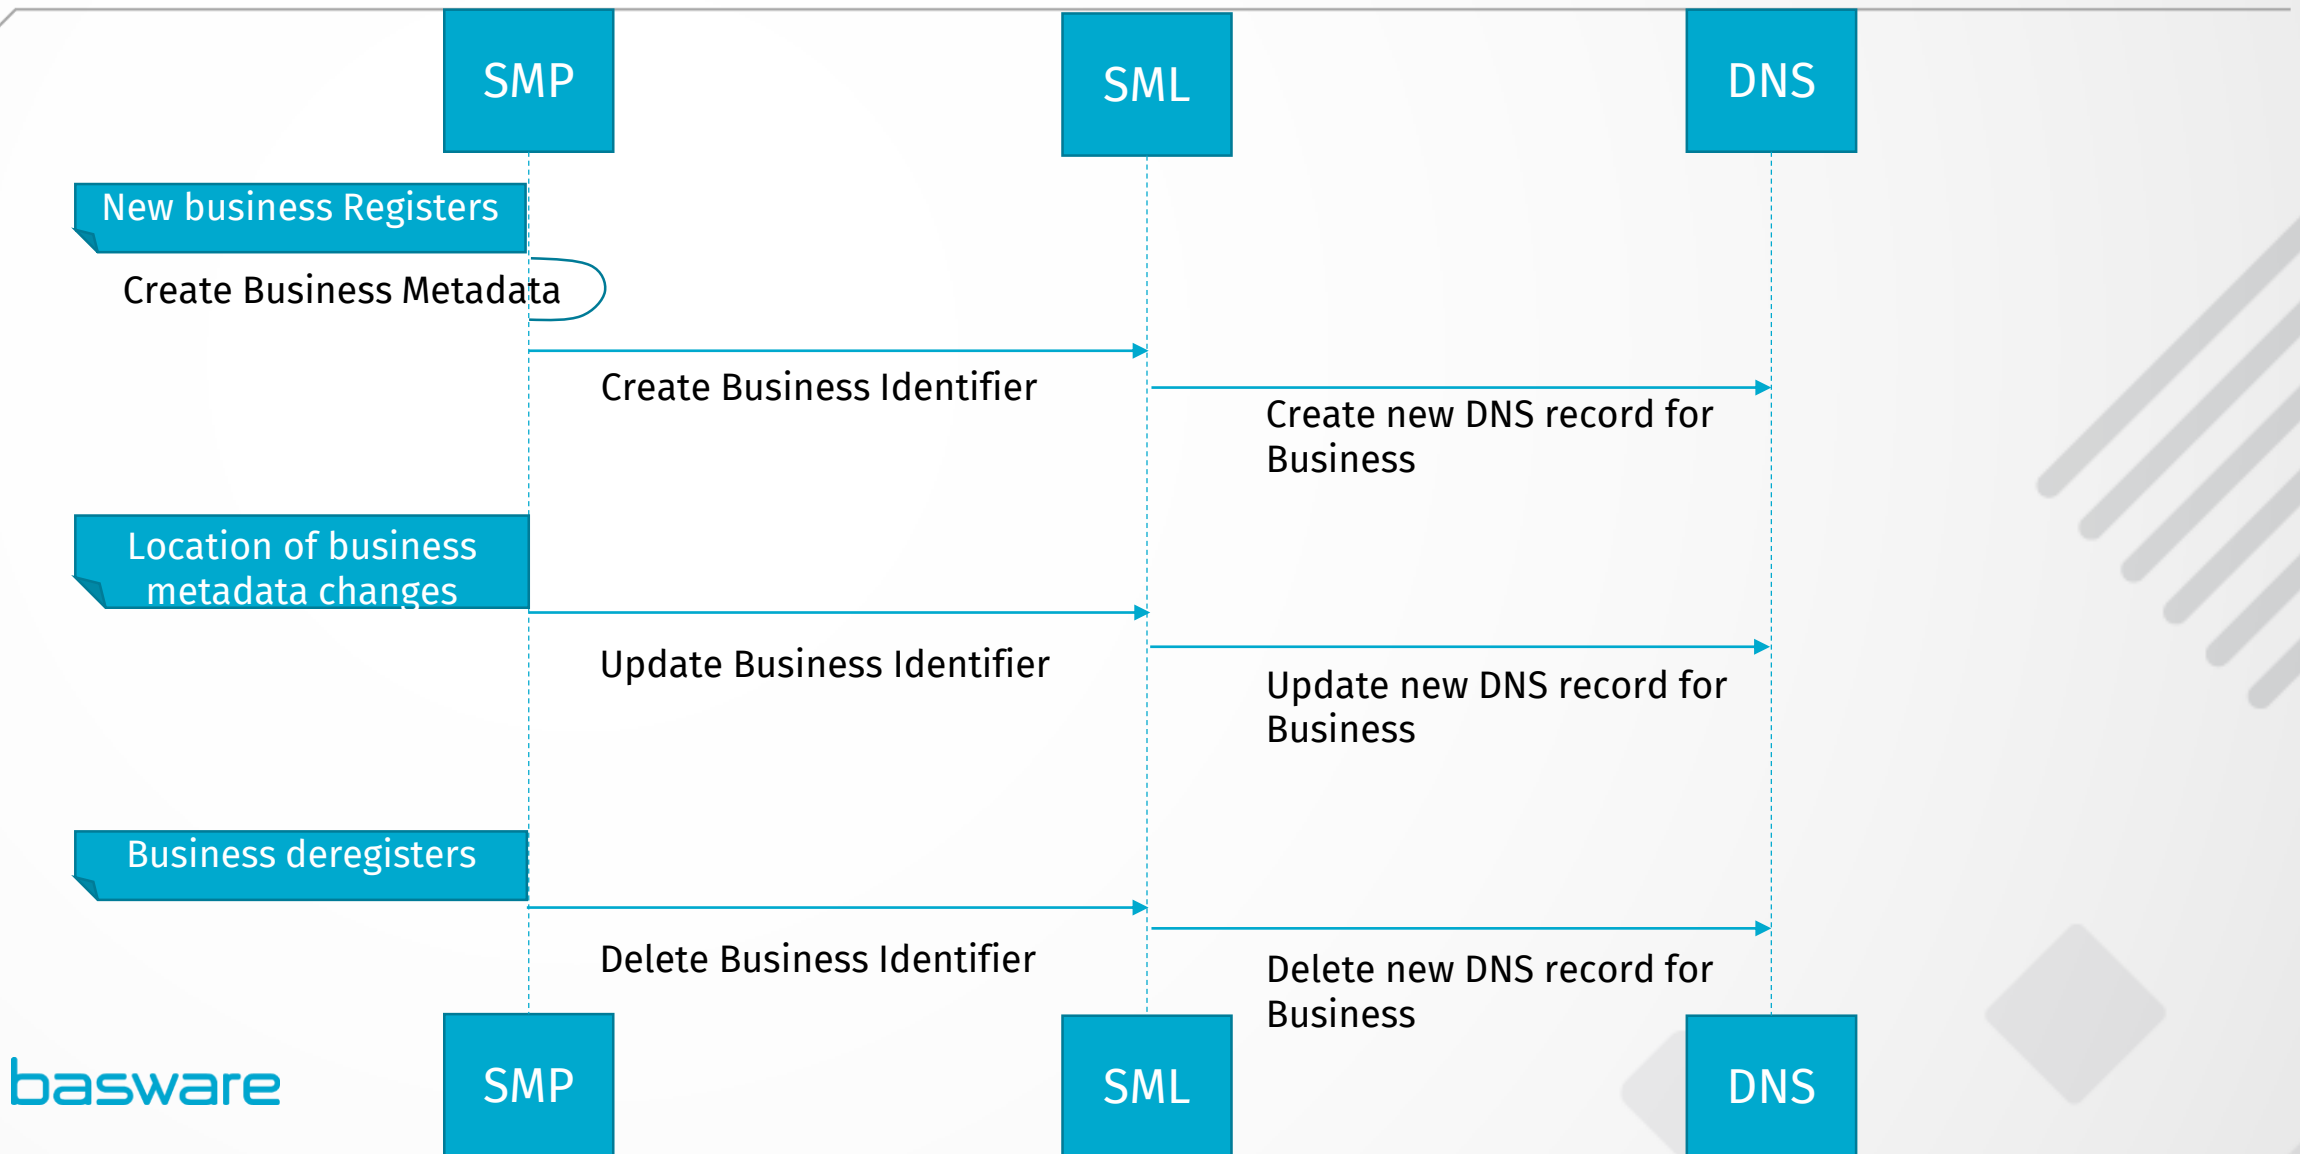 SMP
SML
DNS
New business Registers
Create Business Metadata
Create Business Identifier
Create new DNS record for
Business
Location of business
metadata changes
Update Business Identifier
Update new DNS record for
Business
Business deregisters
Delete Business Identifier
Delete new DNS record for
Business
basware
SMP
SML
DNS